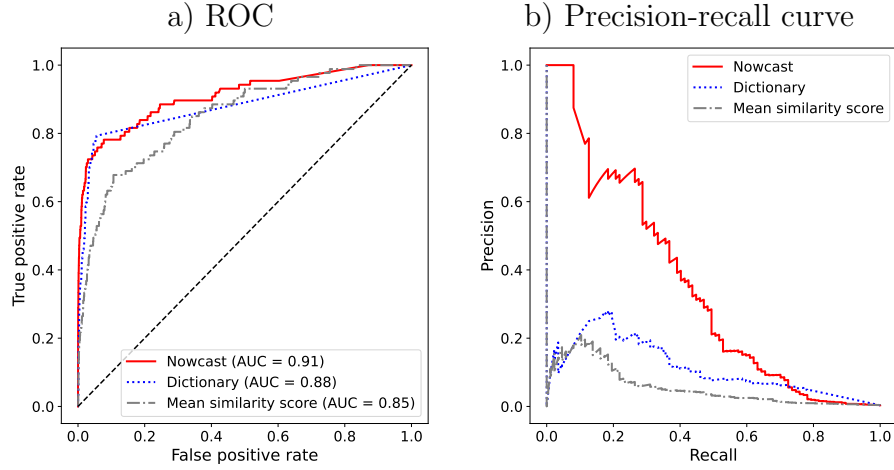 a) ROC
1.0
0.8
0.6
0.4
0.2
0.0
True positive rate
0.0 0.2 0.4 0.6 0.8 1.0
False positive rate
Nowcast (AUC = 0.91)
Dictionary (AUC = 0.88)
Mean similarity score (AUC = 0.85)
b) Precision-recall curve
1.0
0.8
0.6
0.4
0.2
0.0
Precision
0.0 0.2 0.4 0.6 0.8 1.0
Recall
Nowcast
Dictionary
Mean similarity score